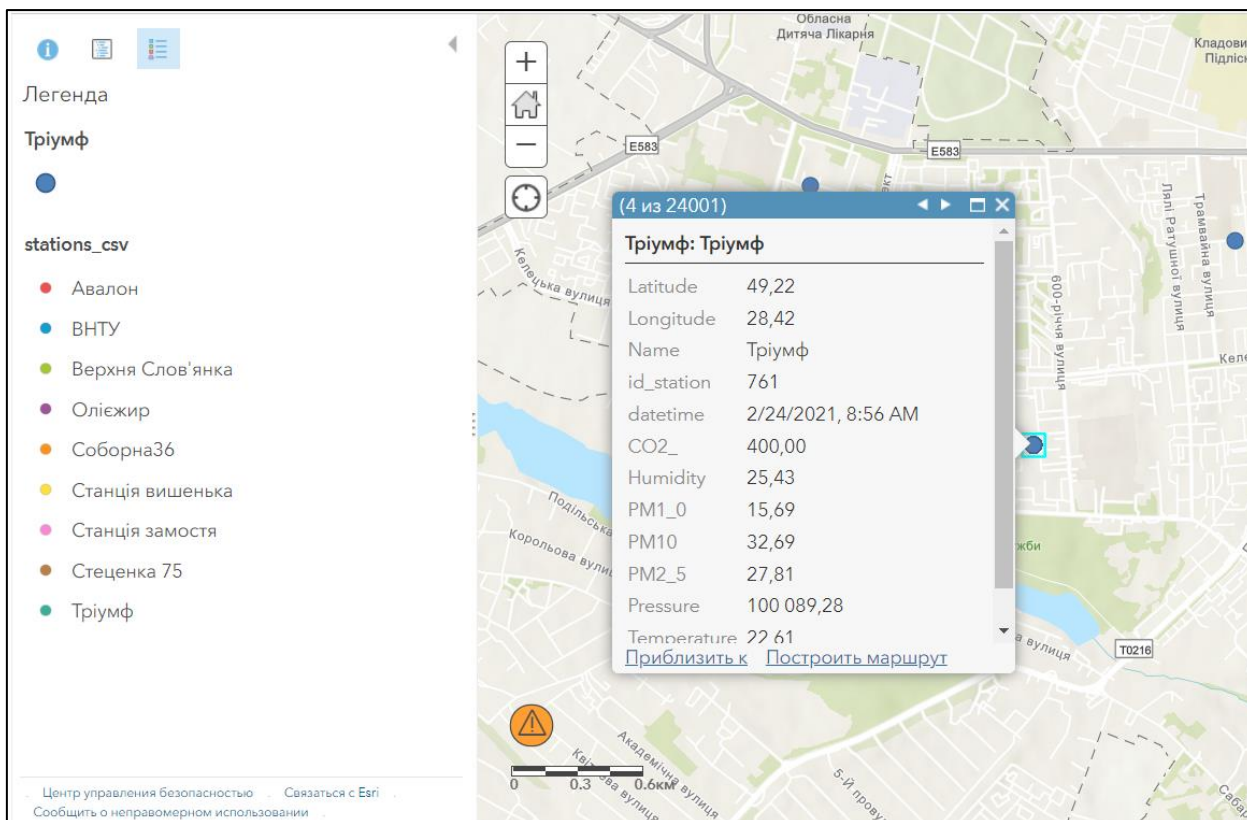 Легенда
Тріумф
stations_csv
Авалон
ВНТУ
Верхня Слов'янка
Олієжир
Соборна36
Станція вишенька
Станція замостя
Стеценка 75
Тріумф
Центр управления безопасностью . Связаться с Esri .
Сообщить о неправомерном использовании
Обласна
Дитяча Лікарня
E583
E583
Келецька вулиця
Подільська
Корольова
600-річчя вулиця
Лялі Ратушної вулиця
Трамвайна вулиця
(4 из 24001)
Тріумф: Тріумф
Latitude 49,22
Longitude 28,42
Name Тріумф
id_station 761
datetime 2/24/2021, 8:56 AM
CO2_ 400,00
Humidity 25,43
PM1_0 15,69
PM10 32,69
PM2_5 27,81
Pressure 100 089,28
Temperature 22,61
Приблизить к Построить маршрут
вулиця
T0216
Академічна вулиця
вулиця
0 0.3 0.6км